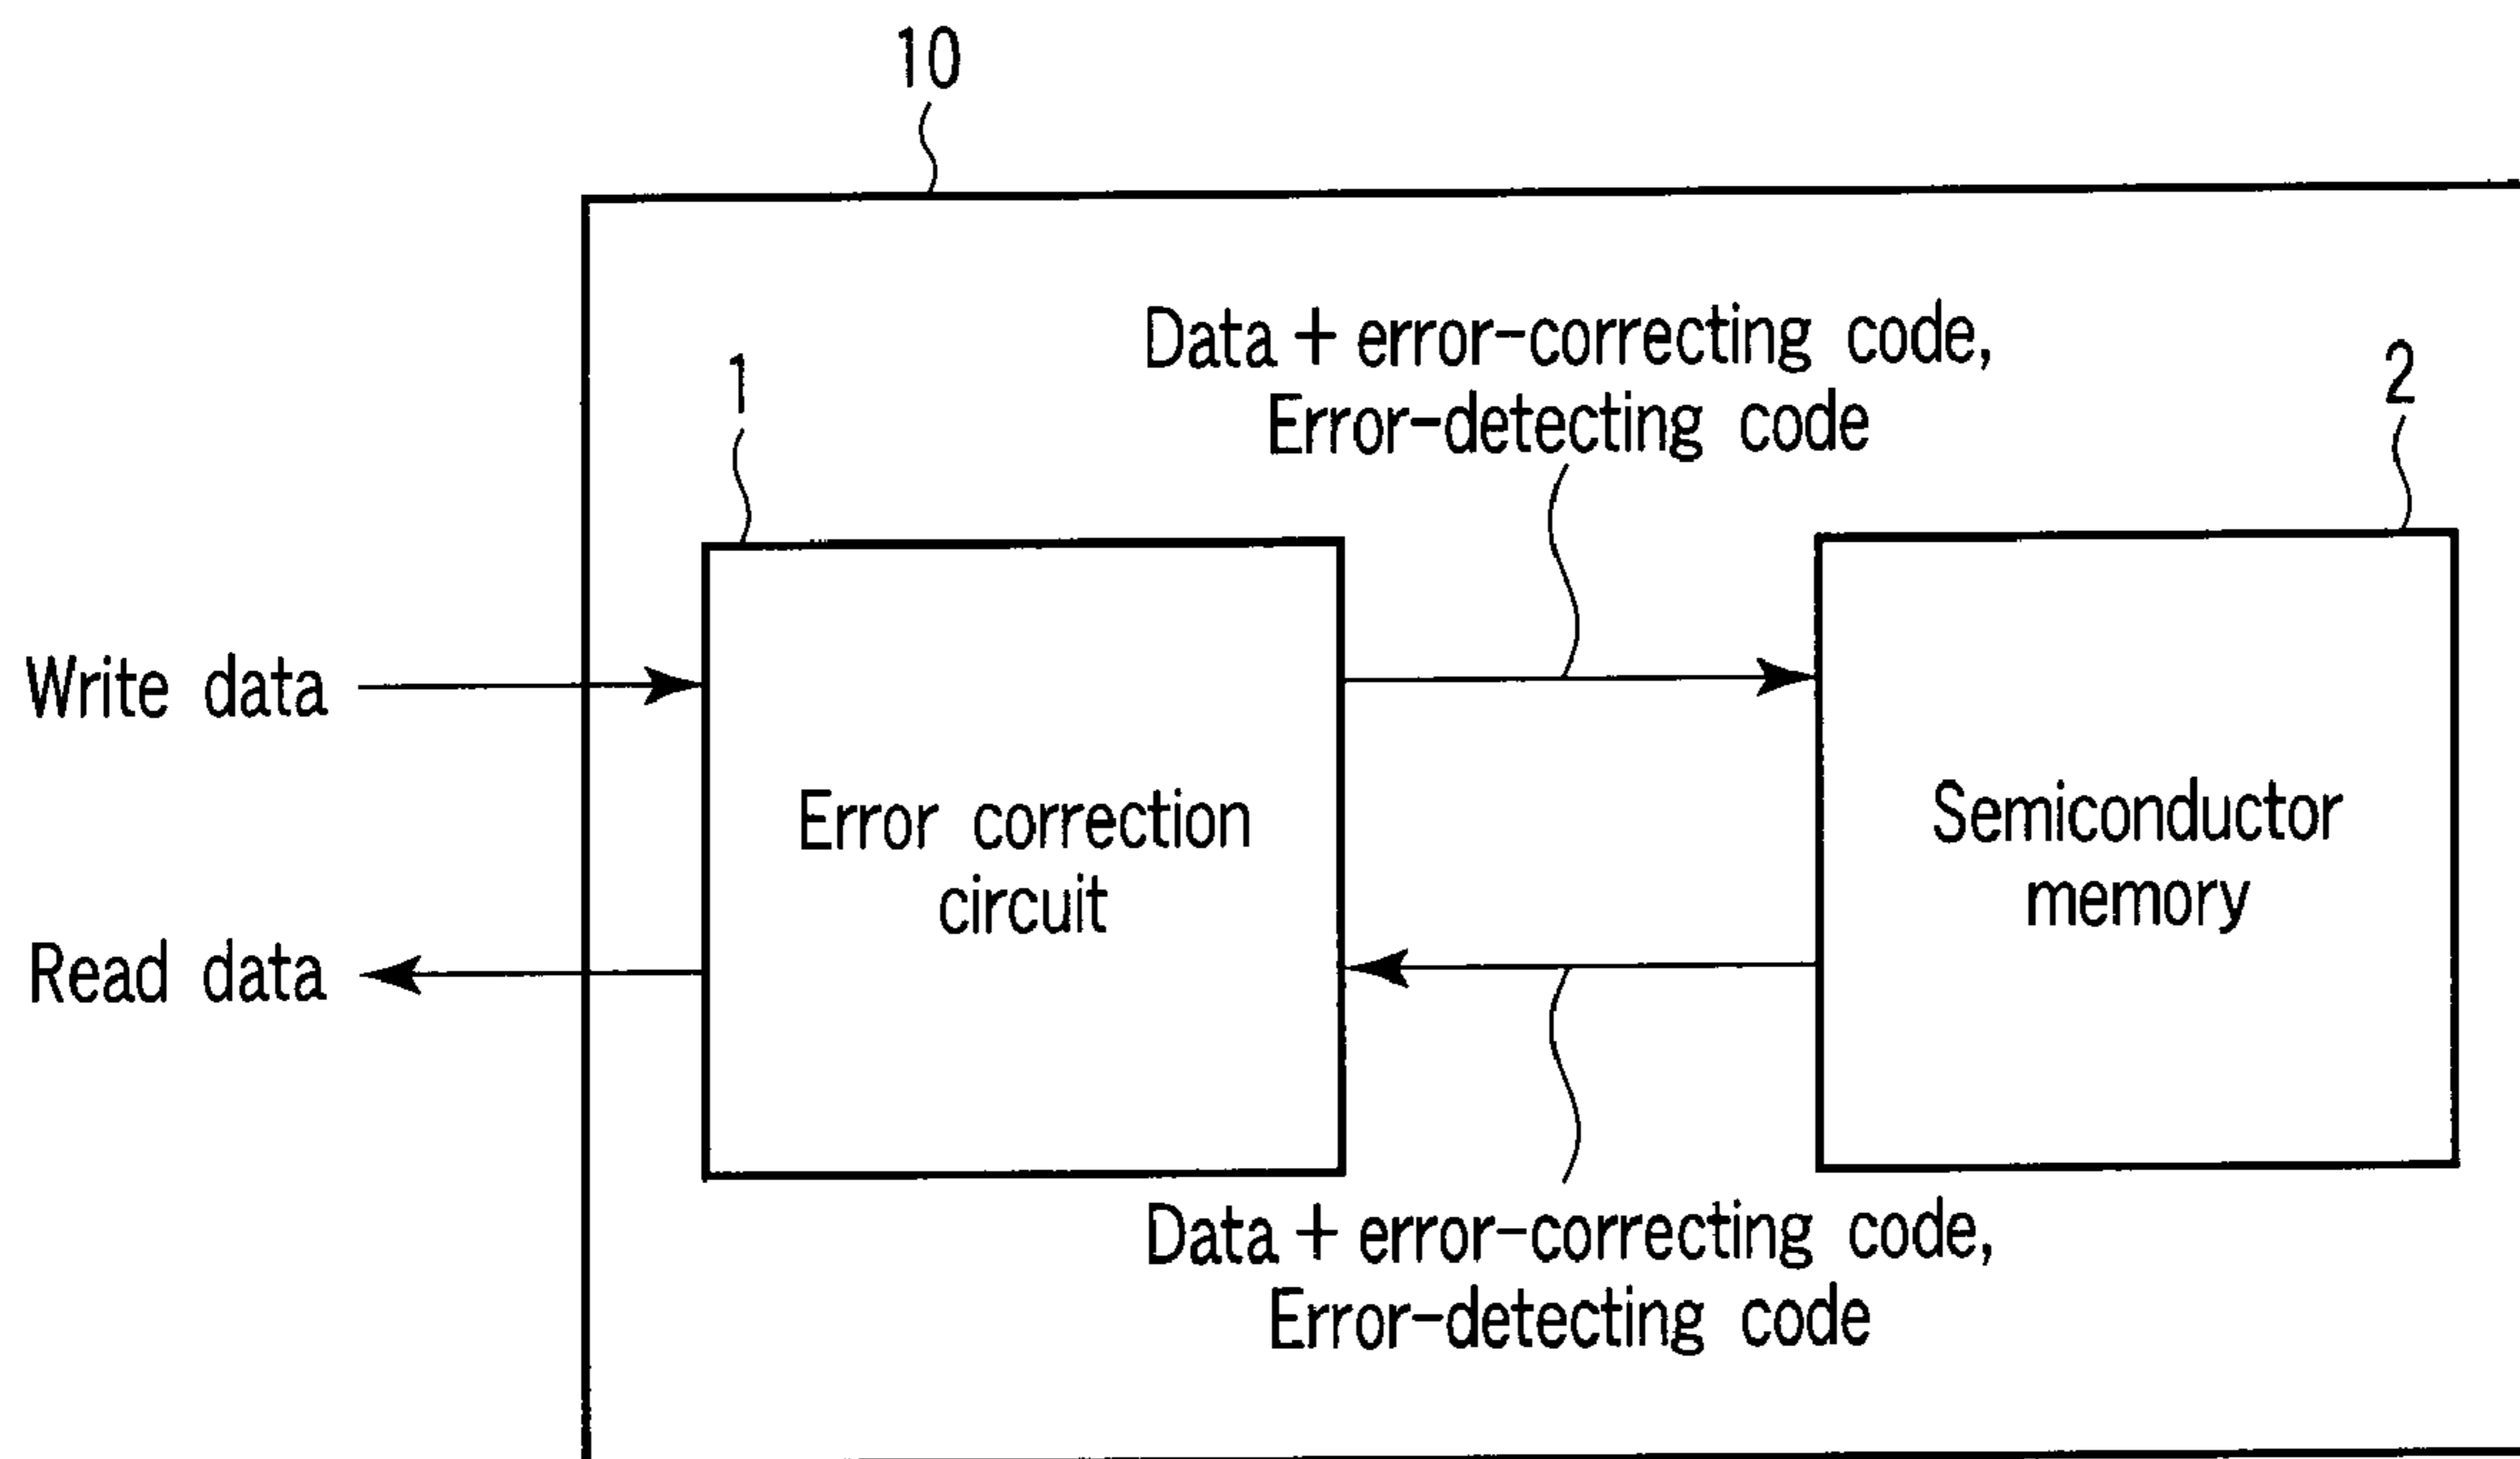 10
Data + error-correcting code,
Error-detecting code
1
2
Write data
Error correction
circuit
Semiconductor
memory
Read data
Data + error-correcting code,
Error-detecting code